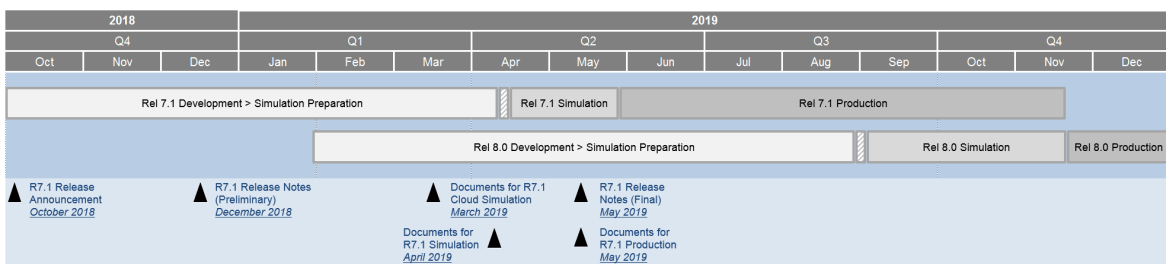 2018 2019
Q4 Q1 Q2 Q3 Q4
Oct Nov Dec Jan Feb Mar Apr May Jun Jul Aug Sep Oct Nov Dec
Rel 7.1 Development > Simulation Preparation Rel 7.1 Simulation Rel 7.1 Production
Rel 8.0 Development > Simulation Preparation Rel 8.0 Simulation Rel 8.0 Production
R7.1 Release
Announcement
October 2018
R7.1 Release Notes
(Preliminary)
December 2018
Documents for R7.1
Cloud Simulation
March 2019
R7.1 Release
Notes (Final)
May 2019
Documents for
R7.1 Simulation
April 2019
Documents for
R7.1 Production
May 2019